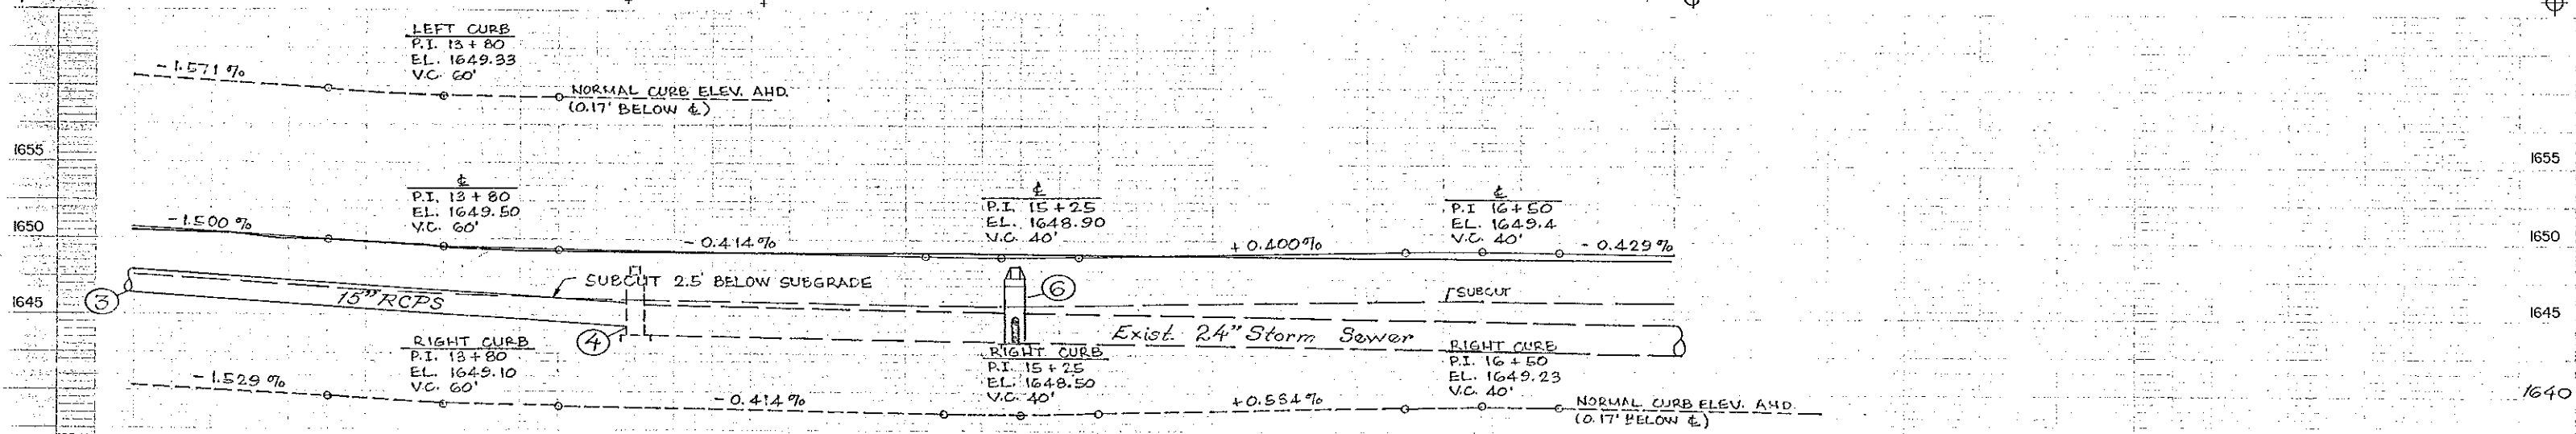 LEFT CURB
P.I. 13 + 80
EL. 1649.33
V.C. 60'
- 1.571 %
NORMAL CURB ELEV. AHD.
(0.17' BELOW ℄)
1655
1655
℄
P.I. 13 + 80
EL. 1649.50
V.C. 60'
℄
P.I. 15 + 25
EL. 1648.90
V.C. 40'
℄
P.I 16 + 50
EL. 1649.4
V.C. 40'
1650
- 1.500 %
- 0.414 %
+ 0.400 %
- 0.429 %
1650
SUBCUT 2.5' BELOW SUBGRADE
6
SUBCUT
1645
3
15" RCPS
1645
4
Exist. 24" Storm Sewer
RIGHT CURB
P.I. 13 + 80
EL. 1649.10
V.C. 60'
RIGHT CURB
P.I. 15 + 25
EL. 1648.50
V.C. 40'
RIGHT CURB
P.I. 16 + 50
EL. 1649.23
V.C. 40'
- 1.529 %
- 0.414 %
+ 0.584 %
NORMAL CURB ELEV. AHD.
(0.17' BELOW ℄)
1640